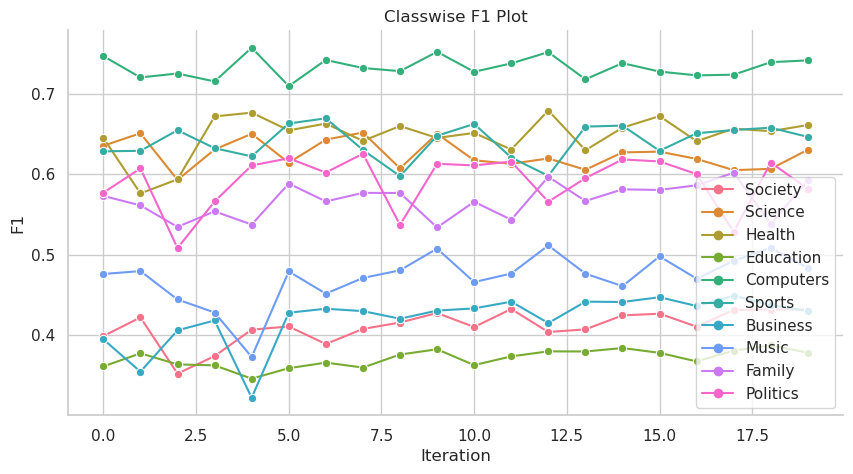 Classwise F1 Plot
F1
0.7
0.6
0.5
0.4
0.0
2.5
5.0
7.5
10.0
12.5
15.0
17.5
Iteration
Society
Science
Health
Education
Computers
Sports
Business
Music
Family
Politics